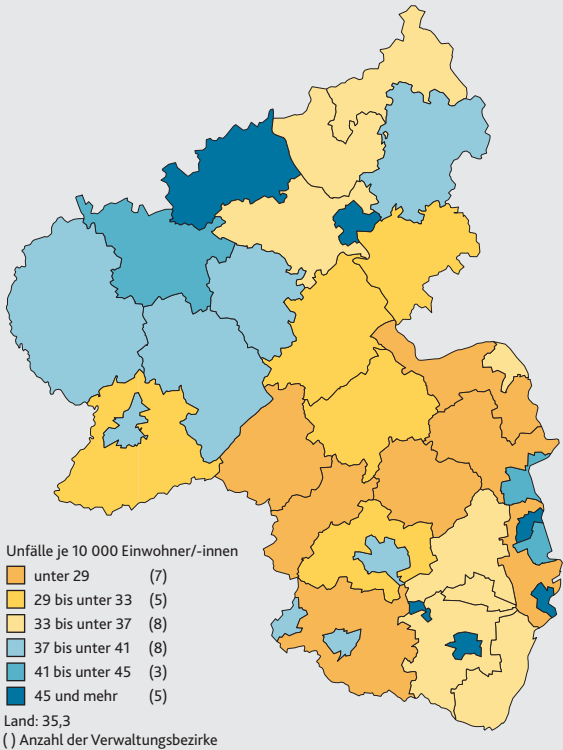 Unfälle je 10 000 Einwohner/-innen
unter 29 (7)
29 bis unter 33 (5)
33 bis unter 37 (8)
37 bis unter 41 (8)
41 bis unter 45 (3)
45 und mehr (5)
Land: 35,3
( ) Anzahl der Verwaltungsbezirke